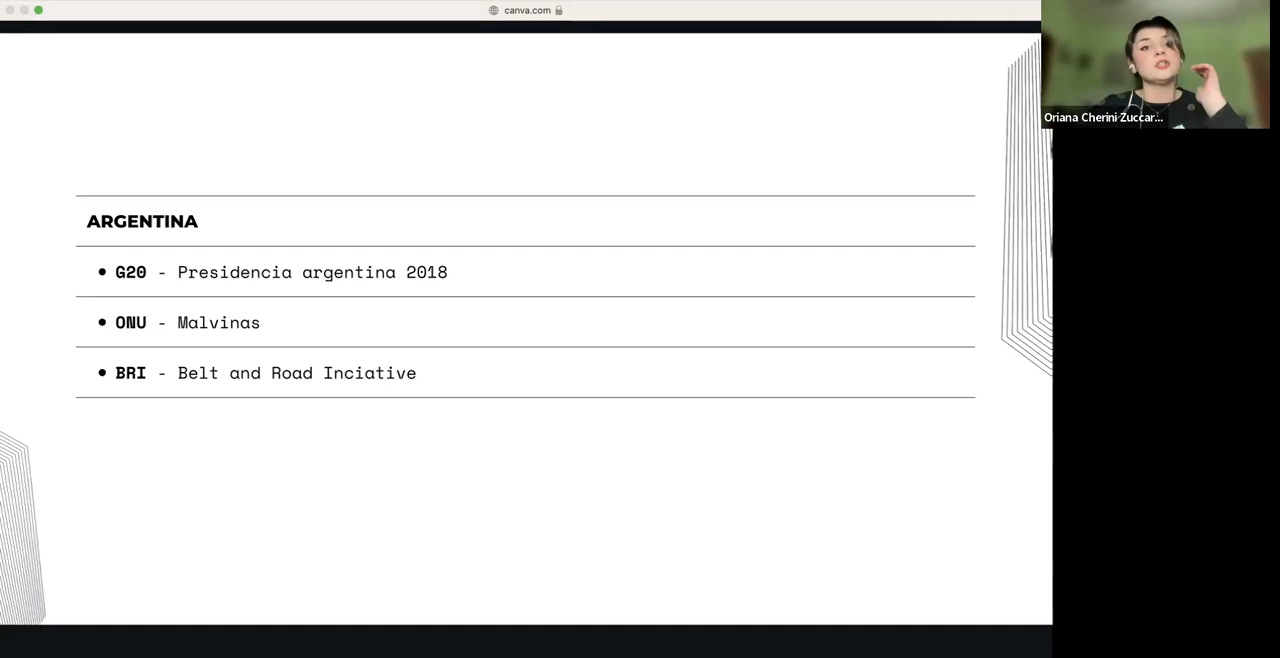 canva.com
Oriana Cherini Zuccar...
ARGENTINA
• G20 - Presidencia argentina 2018
• ONU - Malvinas
• BRI - Belt and Road Inciative